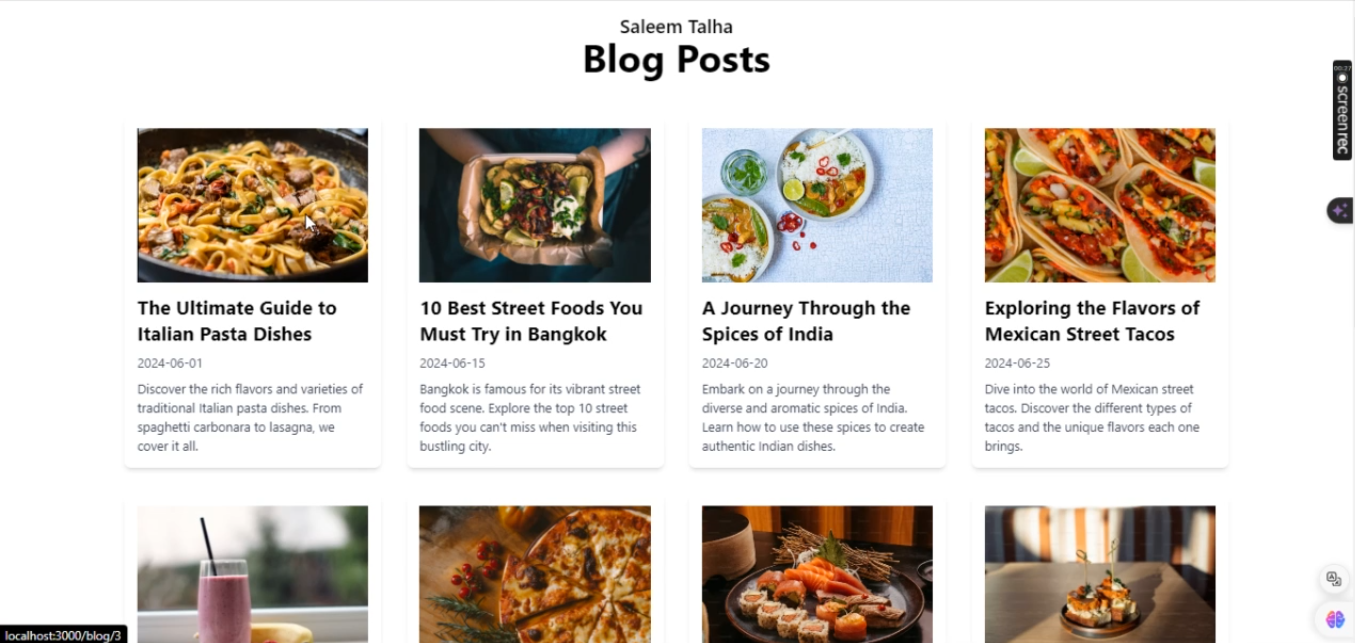 Saleem Talha
Blog Posts
00:27
screenrec
The Ultimate Guide to
Italian Pasta Dishes
2024-06-01
Discover the rich flavors and varieties of
traditional Italian pasta dishes. From
spaghetti carbonara to lasagna, we
cover it all.
10 Best Street Foods You
Must Try in Bangkok
2024-06-15
Bangkok is famous for its vibrant street
food scene. Explore the top 10 street
foods you can't miss when visiting this
bustling city.
A Journey Through the
Spices of India
2024-06-20
Embark on a journey through the
diverse and aromatic spices of India.
Learn how to use these spices to create
authentic Indian dishes.
Exploring the Flavors of
Mexican Street Tacos
2024-06-25
Dive into the world of Mexican street
tacos. Discover the different types of
tacos and the unique flavors each one
brings.
localhost:3000/blog/3